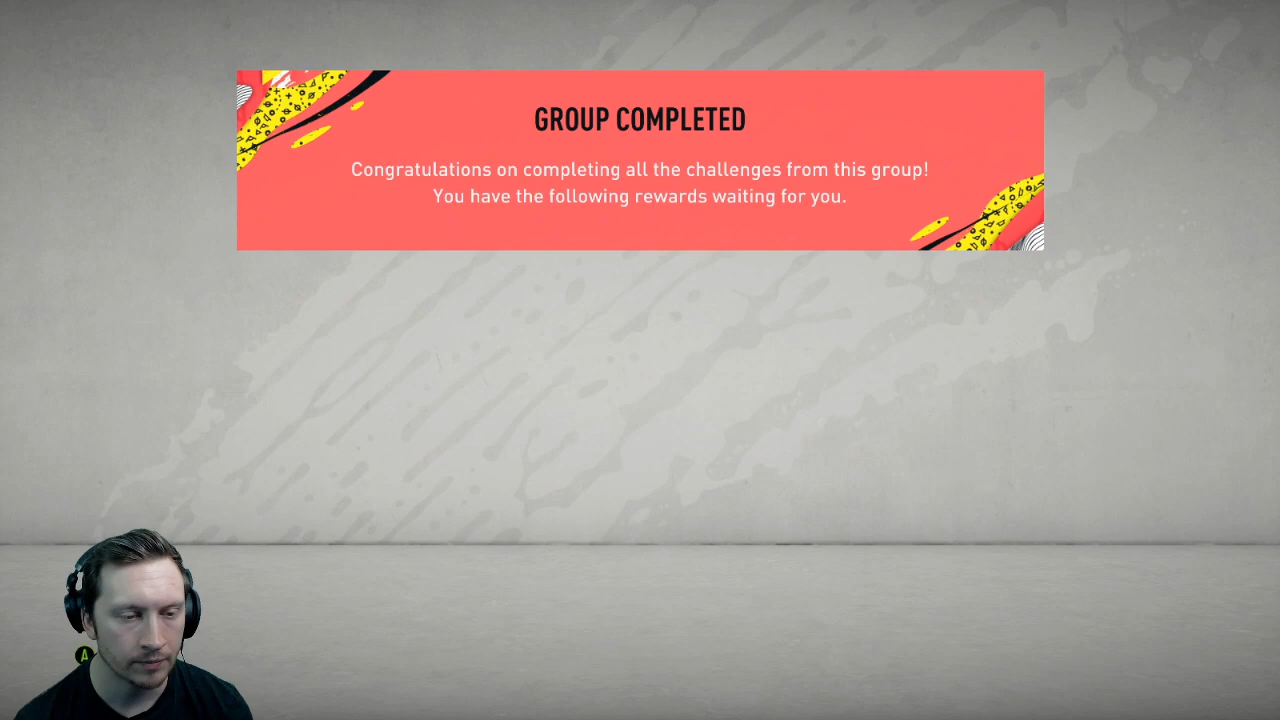 GROUP COMPLETED
Congratulations on completing all the challenges from this group!
You have the following rewards waiting for you.
A